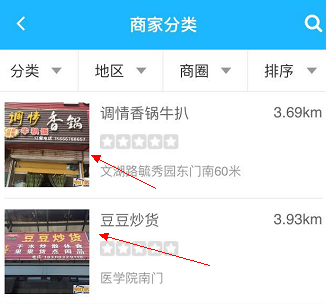 商家分类
分类 地区 商圈 排序
调情香锅牛扒 3.69km
文湖路毓秀园东门南60米
调情香锅
豆豆炒货 3.93km
医学院南门
豆豆炒货